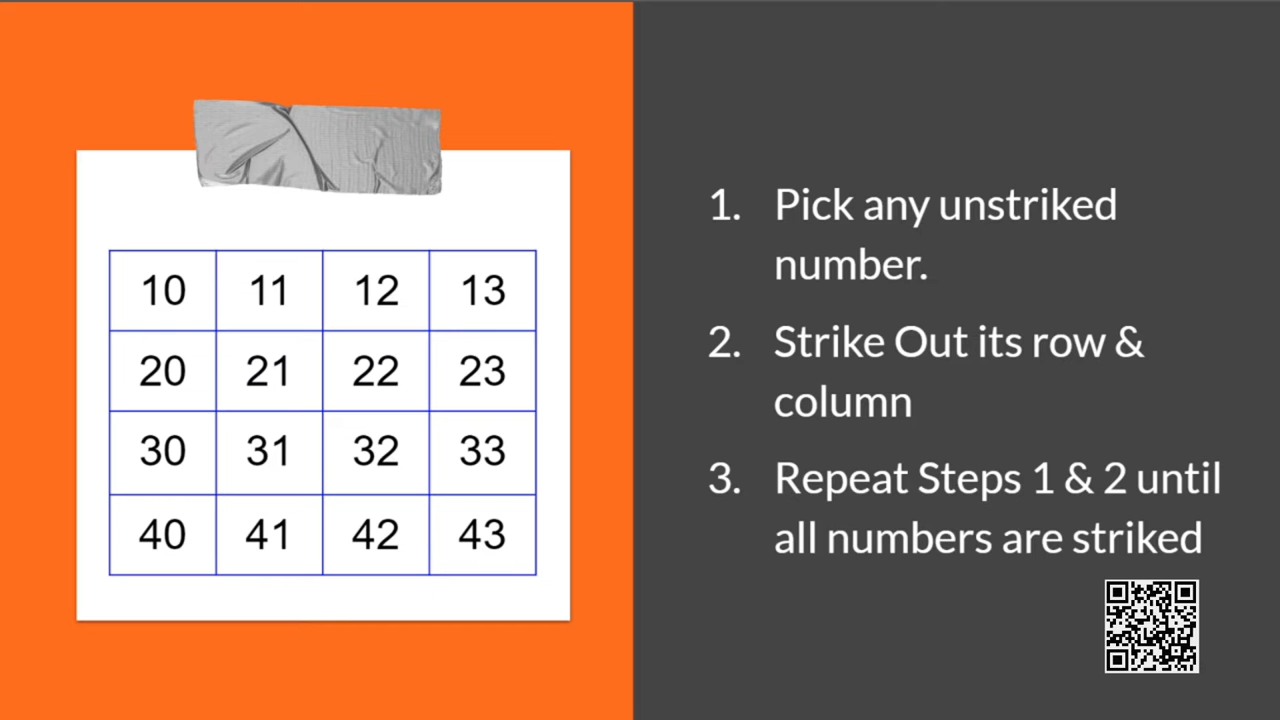 10 11 12 13
20 21 22 23
30 31 32 33
40 41 42 43
1. Pick any unstriked
number.
2. Strike Out its row &
column
3. Repeat Steps 1 & 2 until
all numbers are striked